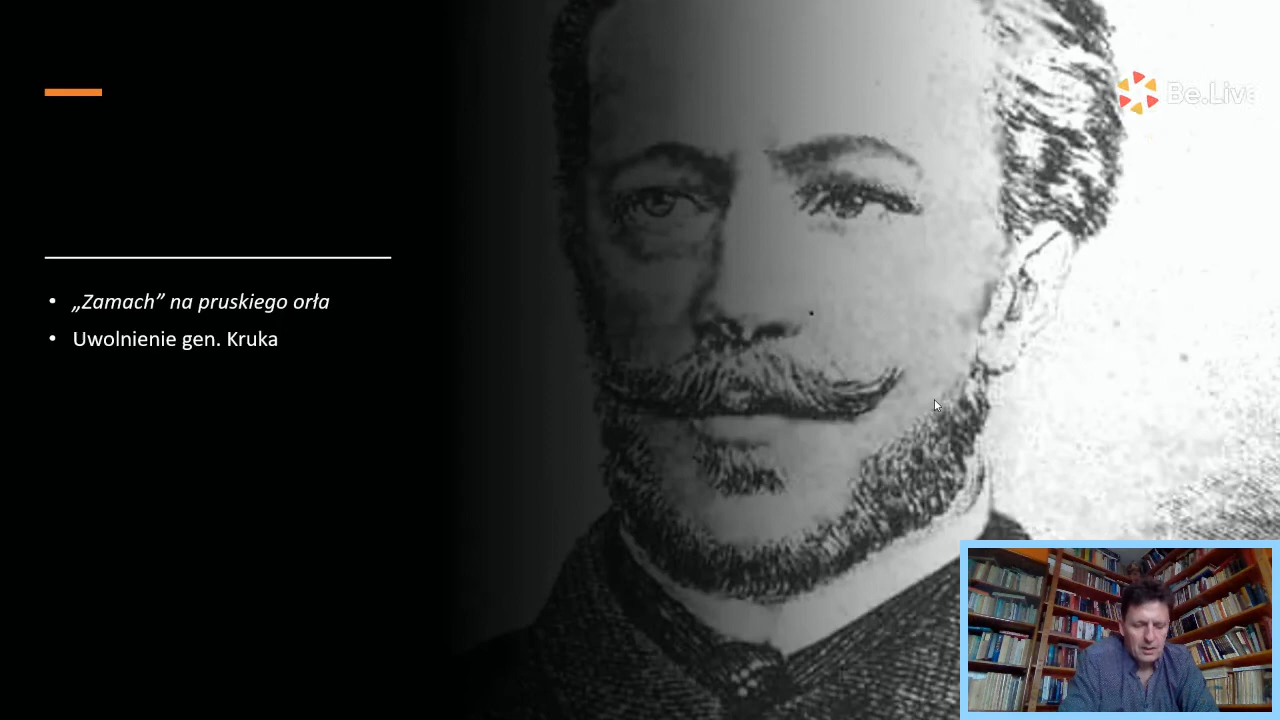 Be.Live
• „Zamach” na pruskiego orła
• Uwolnienie gen. Kruka